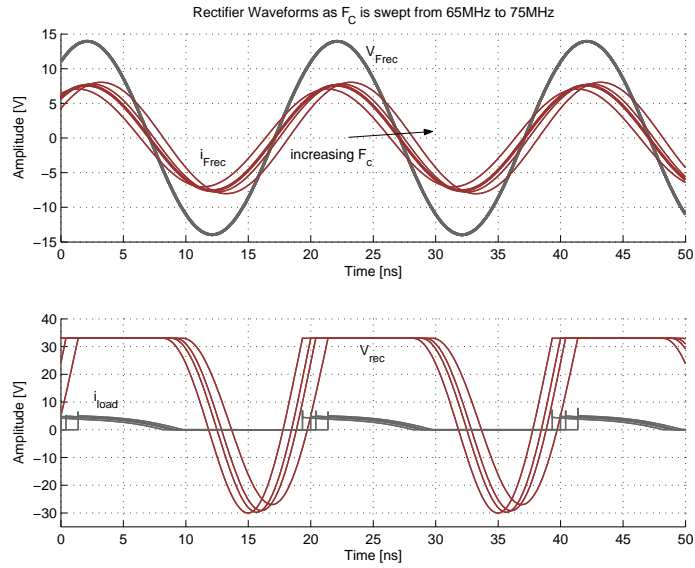 Rectifier Waveforms as F_C is swept from 65MHz to 75MHz
15
10
5
0
−5
−10
−15
Amplitude [V]
V_Frec
i_Frec
increasing F_c
0 5 10 15 20 25 30 35 40 45 50
Time [ns]
40
30
20
10
0
−10
−20
−30
Amplitude [V]
V_rec
i_load
0 5 10 15 20 25 30 35 40 45 50
Time [ns]